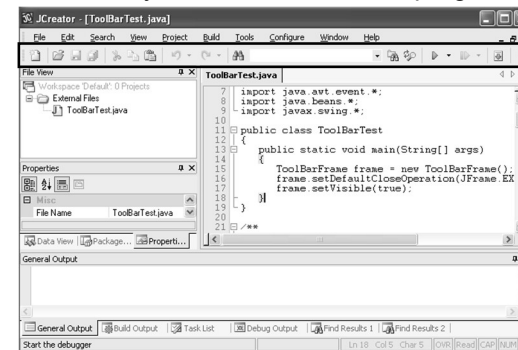 JCreator - [ToolBarTest.java]
File Edit Search View Project Build Tools Configure Window Help
File View
Workspace 'Default': 0 Projects
External Files
ToolBarTest.java
Properties
Misc
File Name ToolBarTest.java
Data View Package... Properti...
ToolBarTest.java
7 import java.awt.event.*;
8 import java.beans.*;
9 import javax.swing.*;
10
11 public class ToolBarTest
12 {
13 public static void main(String[] args)
14 {
15 ToolBarFrame frame = new ToolBarFrame();
16 frame.setDefaultCloseOperation(JFrame.EX
17 frame.setVisible(true);
18 }
19 }
20
21 /**
General Output
General Output Build Output Task List Debug Output Find Results 1 Find Results 2
Start the debugger Ln 18 Col 5 Char 5 OVR Read CAP NUM